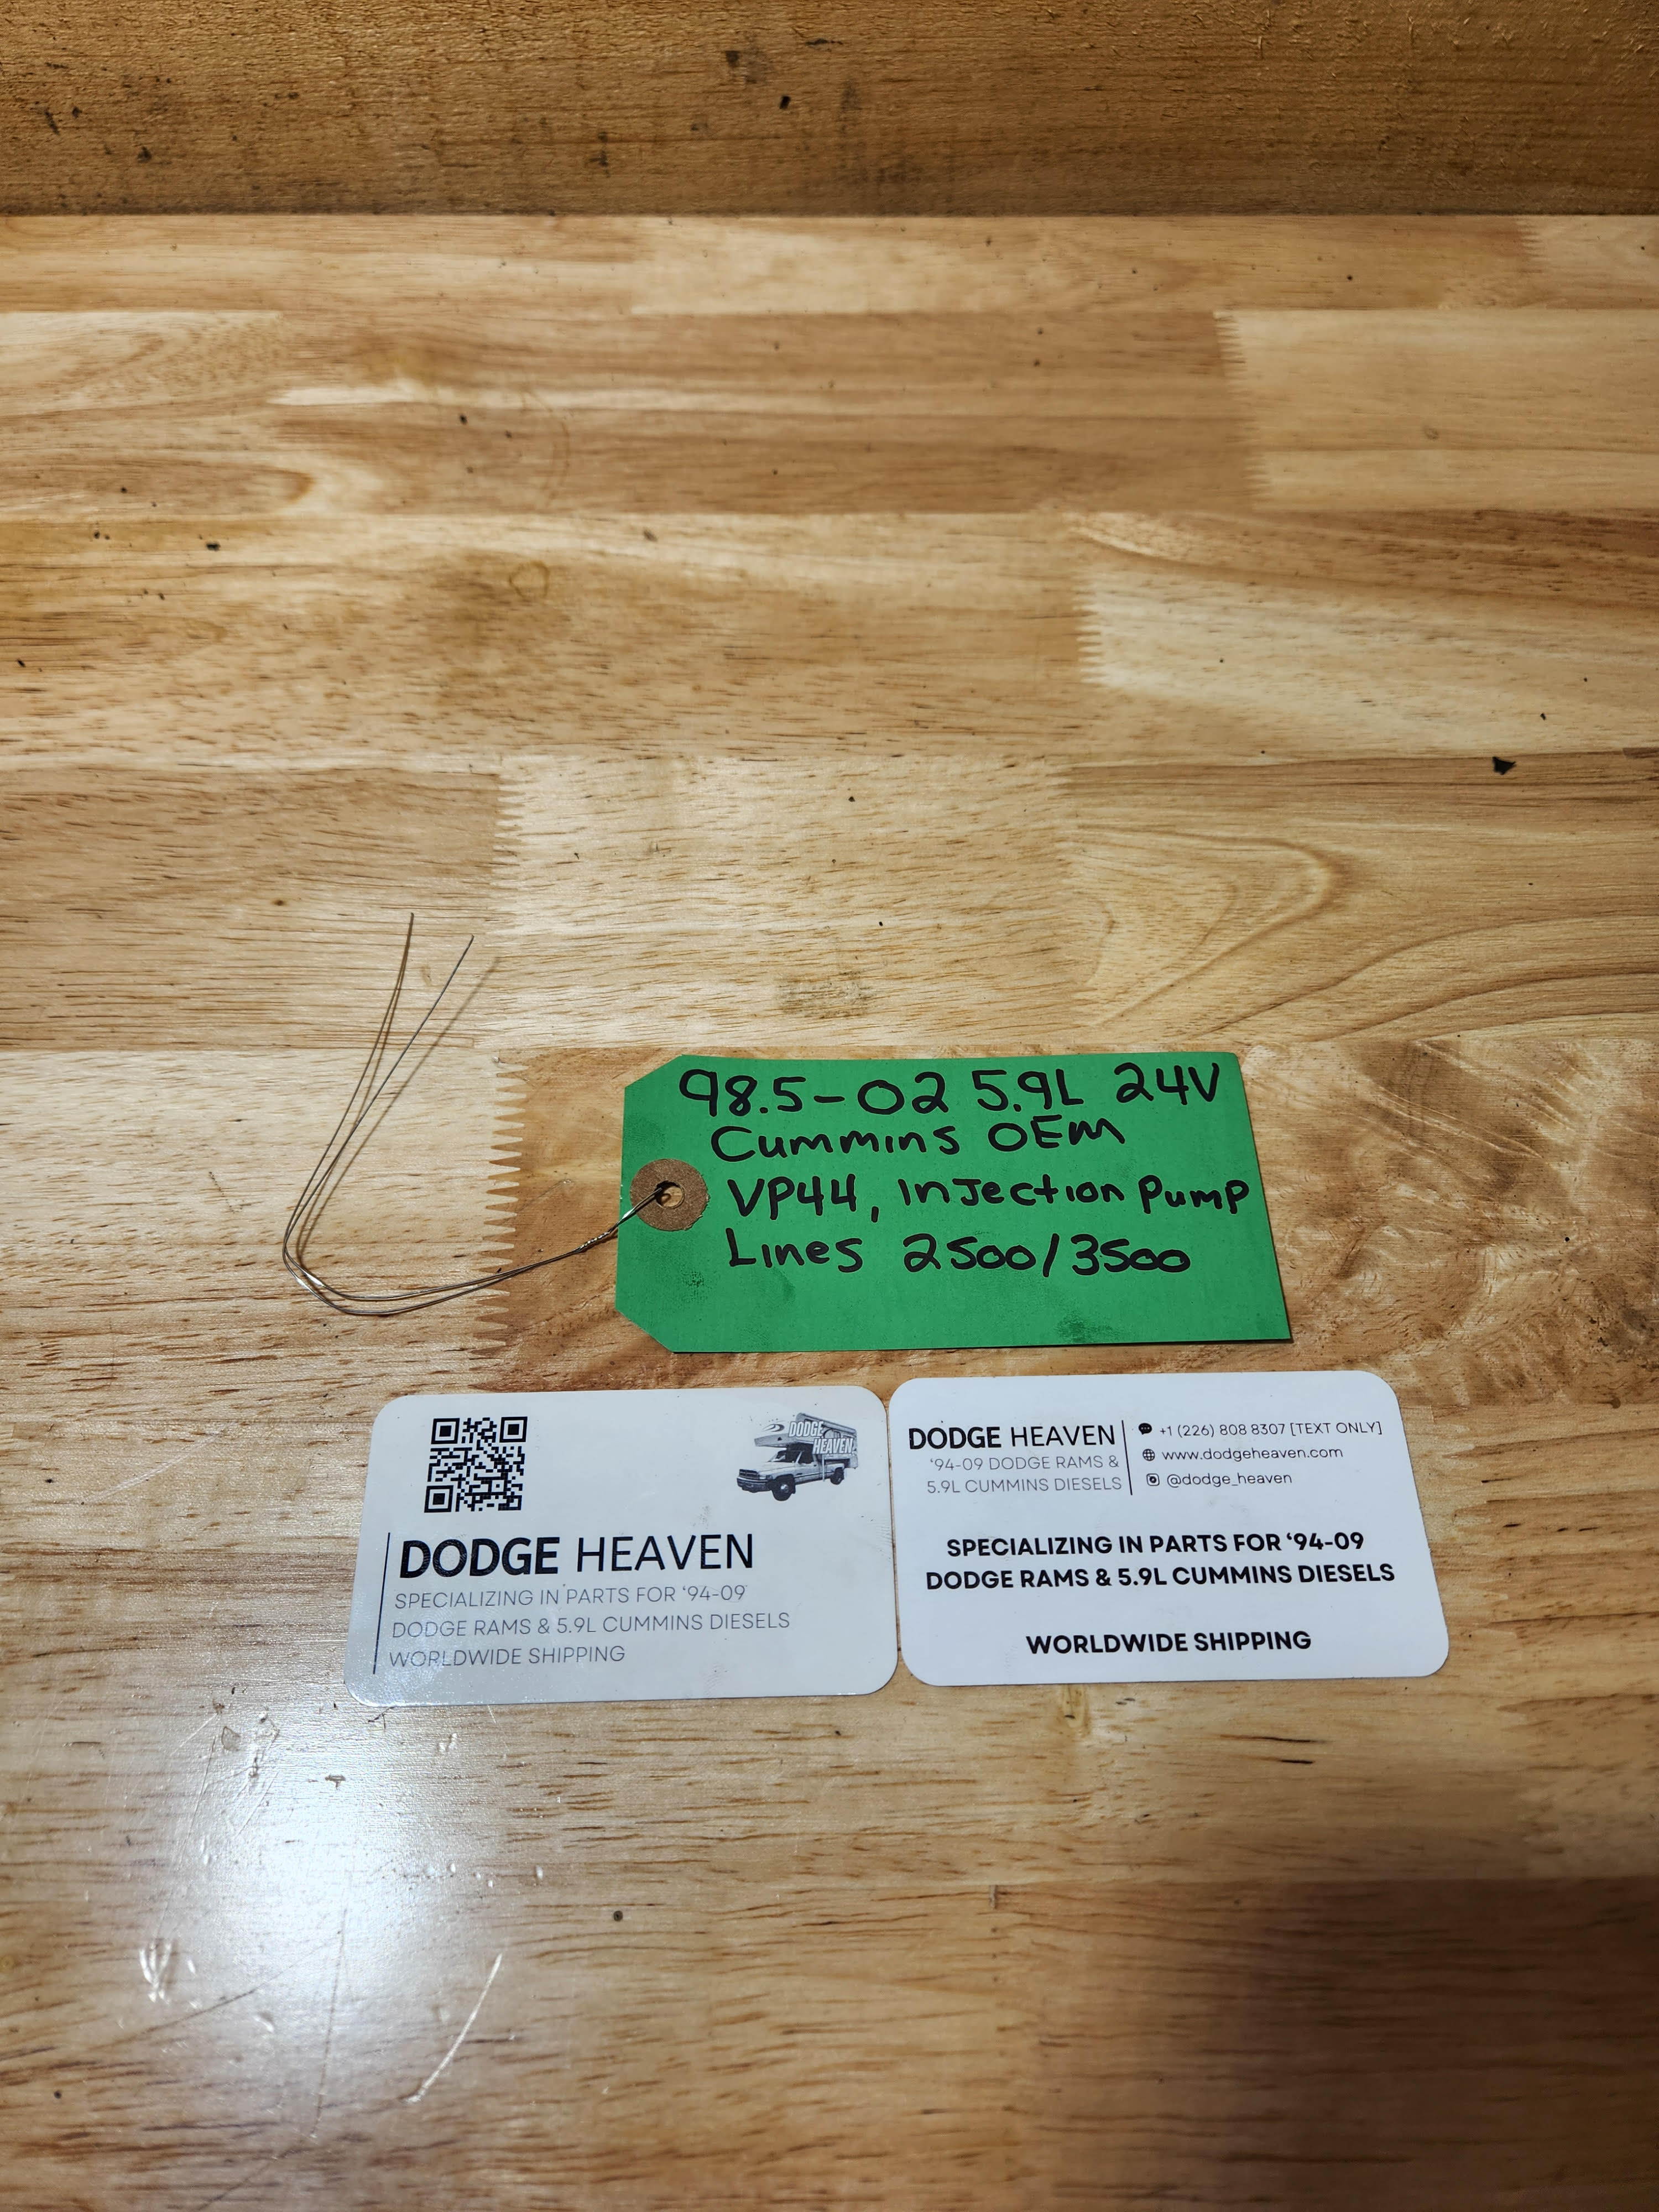 98.5-02 5.9L 24V
Cummins OEM
VP44, Injection Pump
Lines 2500/3500
DODGE
HEAVEN
DODGE HEAVEN
SPECIALIZING IN PARTS FOR ‘94-09
DODGE RAMS & 5.9L CUMMINS DIESELS
WORLDWIDE SHIPPING
DODGE HEAVEN
‘94-09 DODGE RAMS &
5.9L CUMMINS DIESELS
+1 (226) 808 8307 [TEXT ONLY]
www.dodgeheaven.com
@dodge_heaven
SPECIALIZING IN PARTS FOR ‘94-09
DODGE RAMS & 5.9L CUMMINS DIESELS
WORLDWIDE SHIPPING